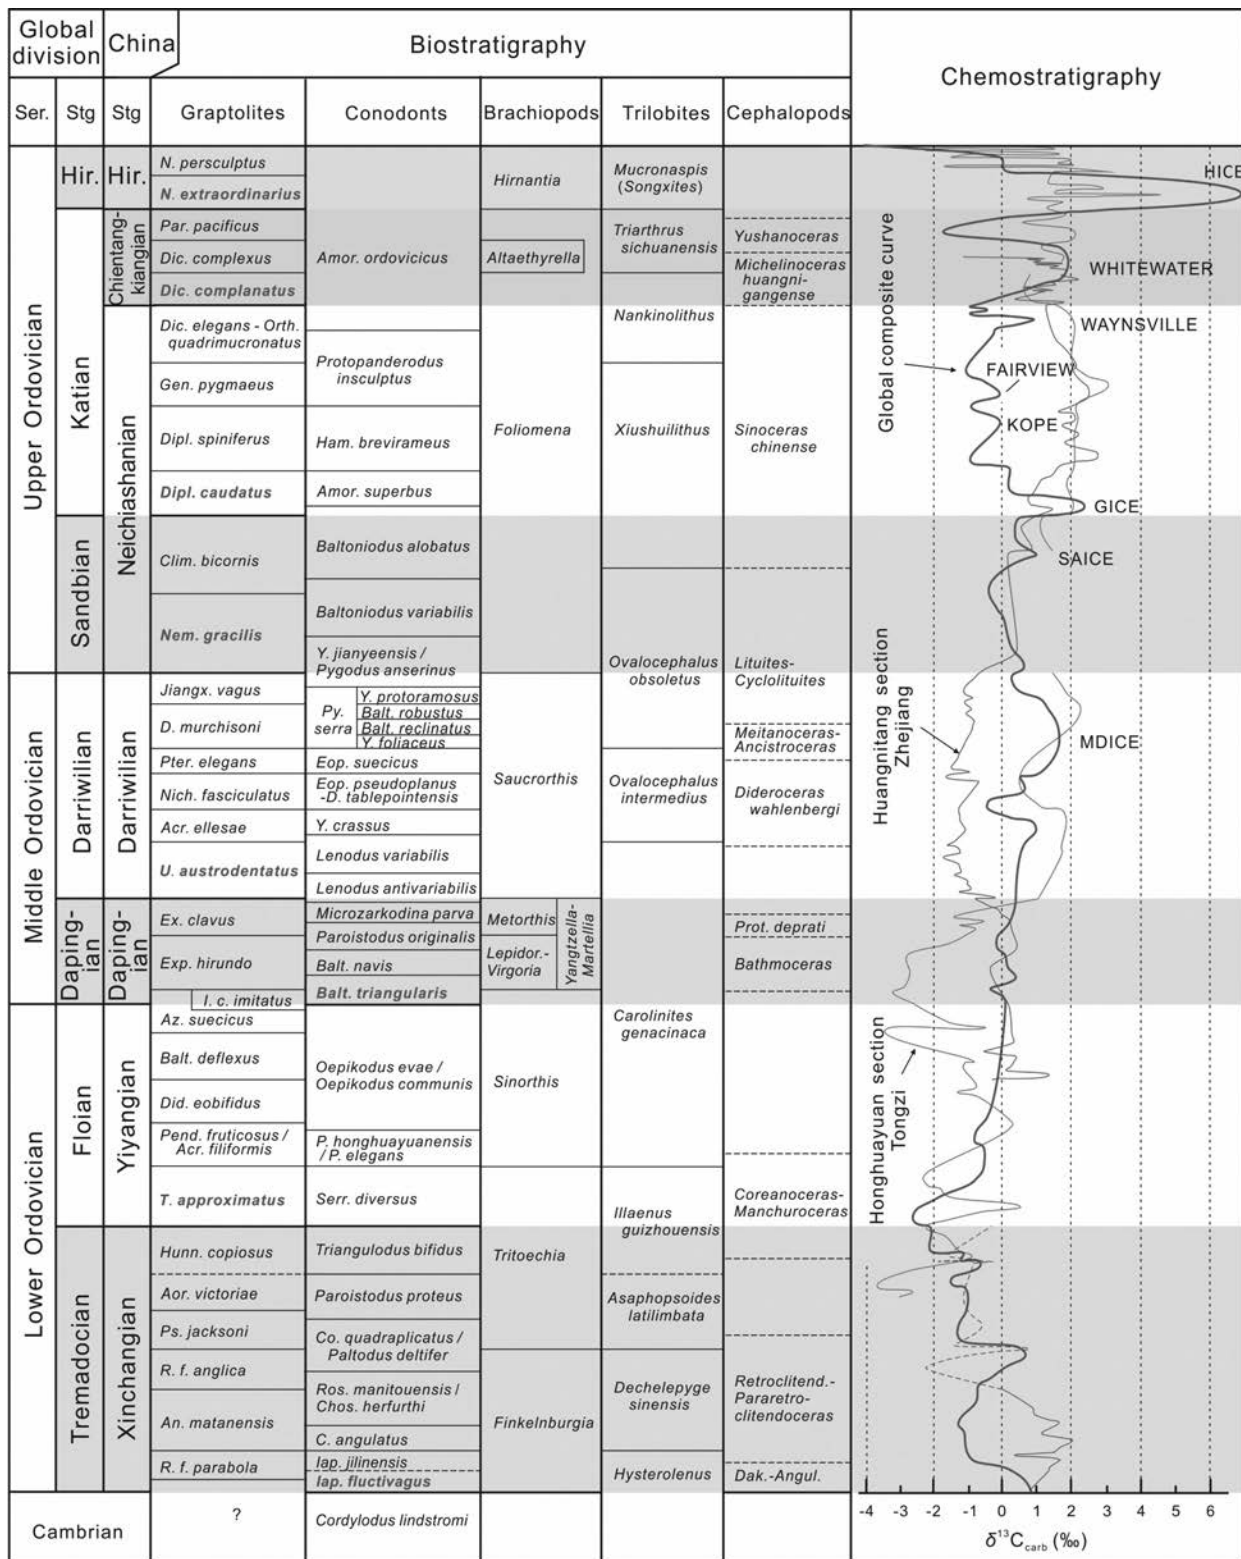 Global
division
China
Biostratigraphy
Chemostratigraphy
Ser.
Stg
Stg
Graptolites
Conodonts
Brachiopods
Trilobites
Cephalopods
Upper Ordovician
Middle Ordovician
Lower Ordovician
Hir.
Katian
Sandbian
Darriwilian
Daping-
ian
Floian
Tremadocian
Hir.
Chientang-
kiangian
Neichiashanian
Darriwilian
Daping-
ian
Yiyangian
Xinchangian
Cambrian
N. persculptus
N. extraordinarius
Par. pacificus
Dic. complexus
Dic. complanatus
Dic. elegans - Orth.
quadrimucronatus
Gen. pygmaeus
Dipl. spiniferus
Dipl. caudatus
Clim. bicornis
Nem. gracilis
Jiangx. vagus
D. murchisoni
Pter. elegans
Nich. fasciculatus
Acr. ellesae
U. austrodentatus
Ex. clavus
Exp. hirundo
I. c. imitatus
Az. suecicus
Balt. deflexus
Did. eobifidus
Pend. fruticosus /
Acr. filiformis
T. approximatus
Hunn. copiosus
Aor. victoriae
Ps. jacksoni
R. f. anglica
An. matanensis
R. f. parabola
?
Amor. ordovicicus
Protopanderodus
insculptus
Ham. brevirameus
Amor. superbus
Baltoniodus alobatus
Baltoniodus variabilis
Y. jianyeensis /
Pygodus anserinus
Py.
serra
Y. protoramosus
Balt. robustus
Balt. reclinatus
Y. foliaceus
Eop. suecicus
Eop. pseudoplanus
-D. tablepointensis
Y. crassus
Lenodus variabilis
Lenodus antivariabilis
Microzarkodina parva
Paroistodus originalis
Balt. navis
Balt. triangularis
Oepikodus evae /
Oepikodus communis
P. honghuayuanensis
/ P. elegans
Serr. diversus
Triangulodus bifidus
Paroistodus proteus
Co. quadraplicatus /
Paltodus deltifer
Ros. manitouensis /
Chos. herfurthi
C. angulatus
Iap. jilinensis
Iap. fluctivagus
Cordylodus lindstromi
Hirnantia
Altaethyrella
Foliomena
Saucrorthis
Metorthis
Lepidor.-
Virgoria
Yangtzella-
Martellia
Sinorthis
Tritoechia
Finkelnburgia
Mucronaspis
(Songxites)
Triarthrus
sichuanensis
Nankinolithus
Xiushuilithus
Ovalocephalus
obsoletus
Ovalocephalus
intermedius
Carolinites
genacinaca
Illaenus
guizhouensis
Asaphopsoides
latilimbata
Dechelepyge
sinensis
Hysterolenus
Yushanoceras
Michelinoceras
huangni-
gangense
Sinoceras
chinense
Lituites-
Cyclolituites
Meitanoceras-
Ancistroceras
Dideroceras
wahlenbergi
Prot. deprati
Bathmoceras
Coreanoceras-
Manchuroceras
Retroclitend.-
Pararetro-
clitendoceras
Dak.-Angul.
HICE
WHITEWATER
WAYNSVILLE
FAIRVIEW
KOPE
GICE
SAICE
MDICE
Global composite curve
Huangnitang section
Zhejiang
Honghuayuan section
Tongzi
-4 -3 -2 -1 0 1 2 3 4 5 6
δ¹³C carb (‰)